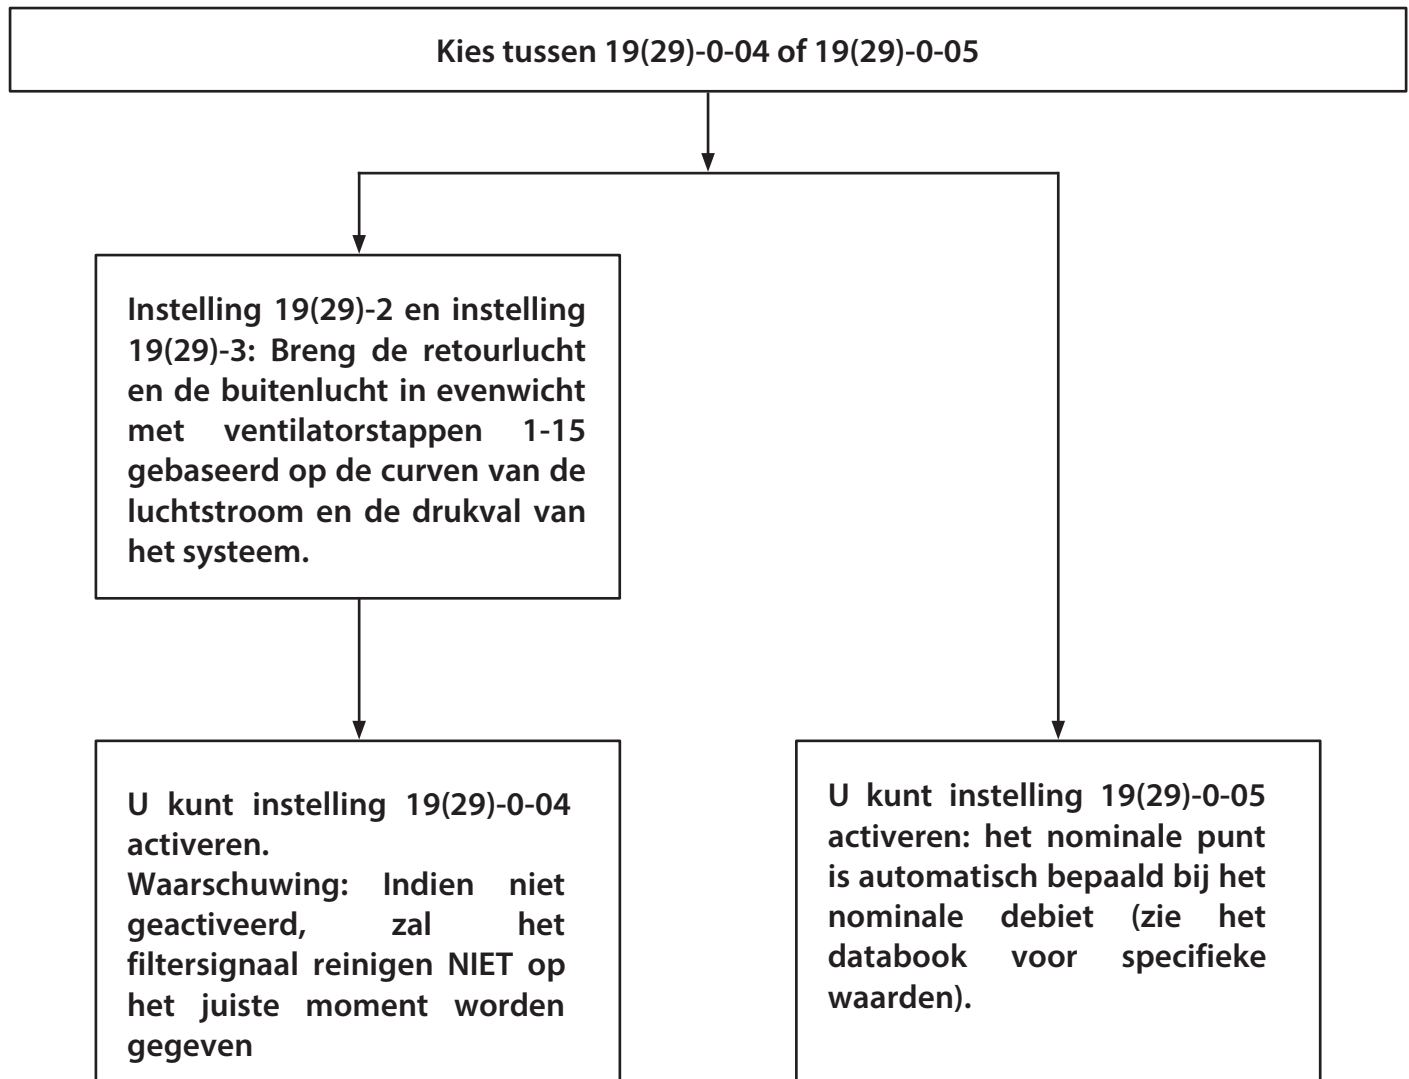 Kies tussen 19(29)-0-04 of 19(29)-0-05
Instelling 19(29)-2 en instelling
19(29)-3: Breng de retourlucht
en de buitenlucht in evenwicht
met ventilatorstappen 1-15
gebaseerd op de curven van de
luchtstroom en de drukval van
het systeem.
U kunt instelling 19(29)-0-04
activeren.
Waarschuwing: Indien niet
geactiveerd, zal het
filtersignaal reinigen NIET op
het juiste moment worden
gegeven
U kunt instelling 19(29)-0-05
activeren: het nominale punt
is automatisch bepaald bij het
nominale debiet (zie het
databook voor specifieke
waarden).